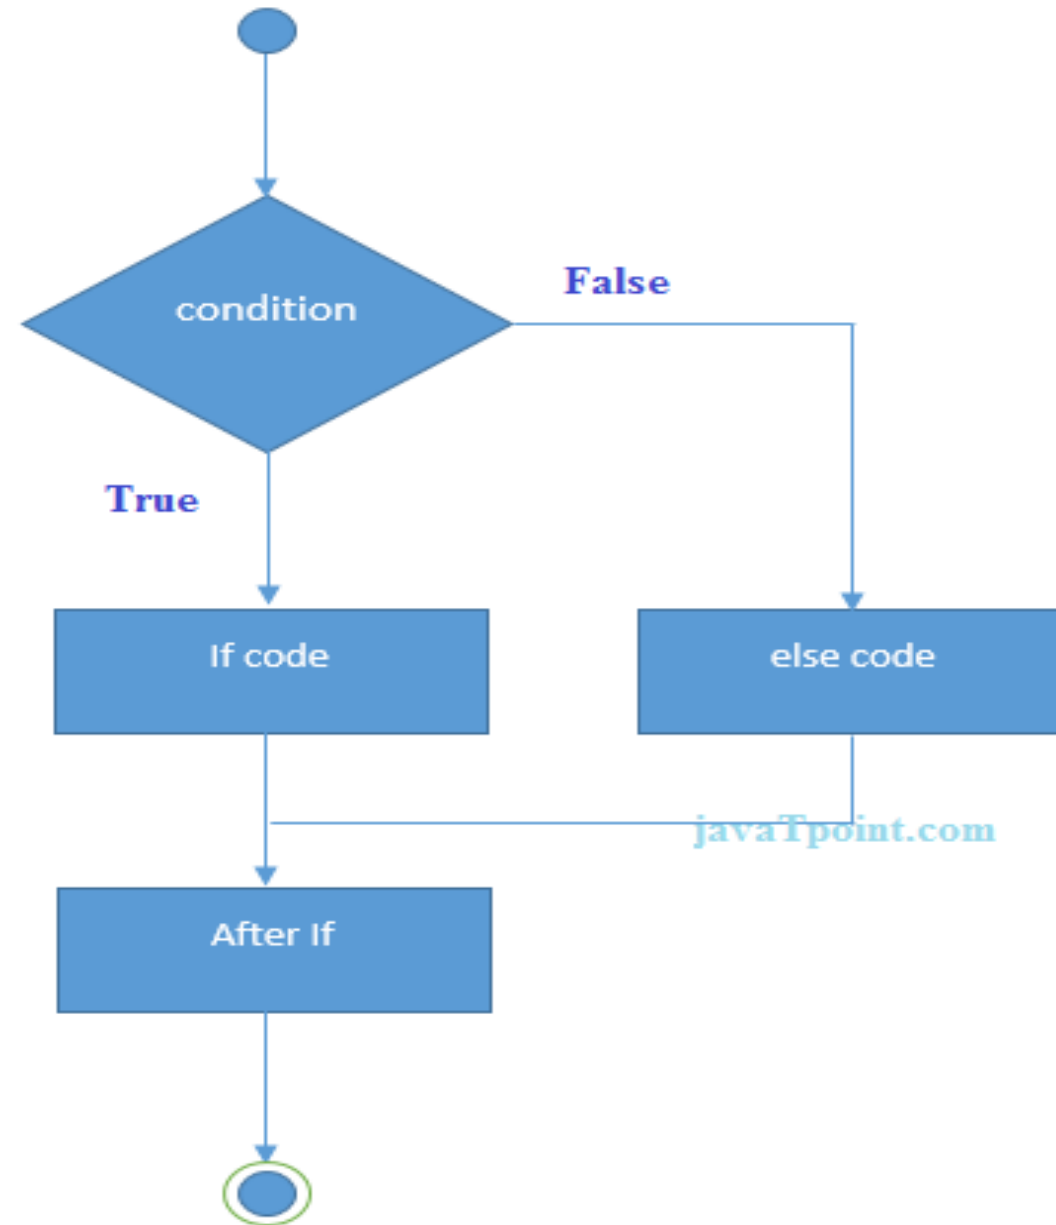 condition
False
True
If code
else code
javaTpoint.com
After If